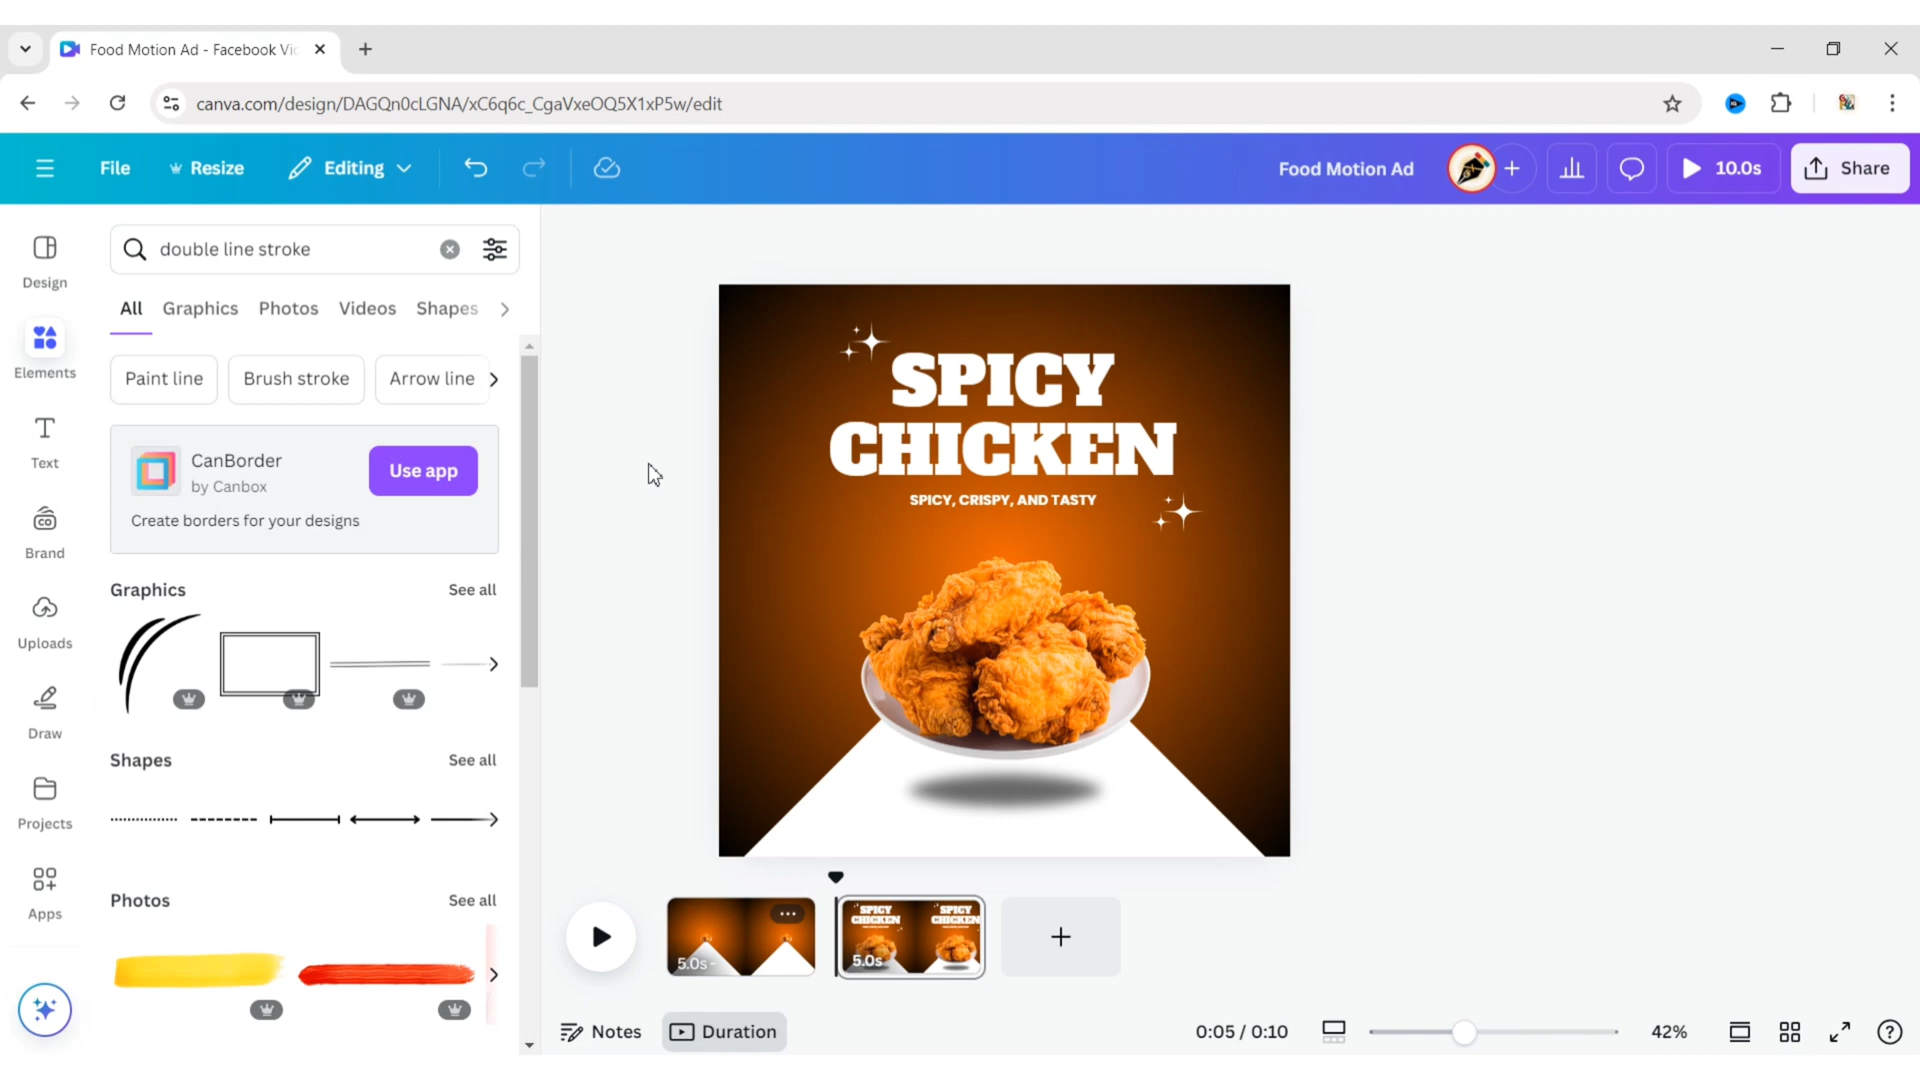 Food Motion Ad - Facebook Vic
canva.com/design/DAGQn0cLGNA/xC6q6c_CgaVxeOQ5X1xP5w/edit
File
Resize
Editing
Food Motion Ad
10.0s
Share
Design
Elements
Text
Brand
Uploads
Draw
Projects
Apps
double line stroke
All Graphics Photos Videos Shapes
Paint line Brush stroke Arrow line
CanBorder
by Canbox
Use app
Create borders for your designs
Graphics See all
Shapes See all
Photos See all
SPICY
CHICKEN
SPICY, CRISPY, AND TASTY
5.0s
SPICY
CHICKEN
SPICY
CHICKEN
5.0s
Notes
Duration
0:05 / 0:10
42%